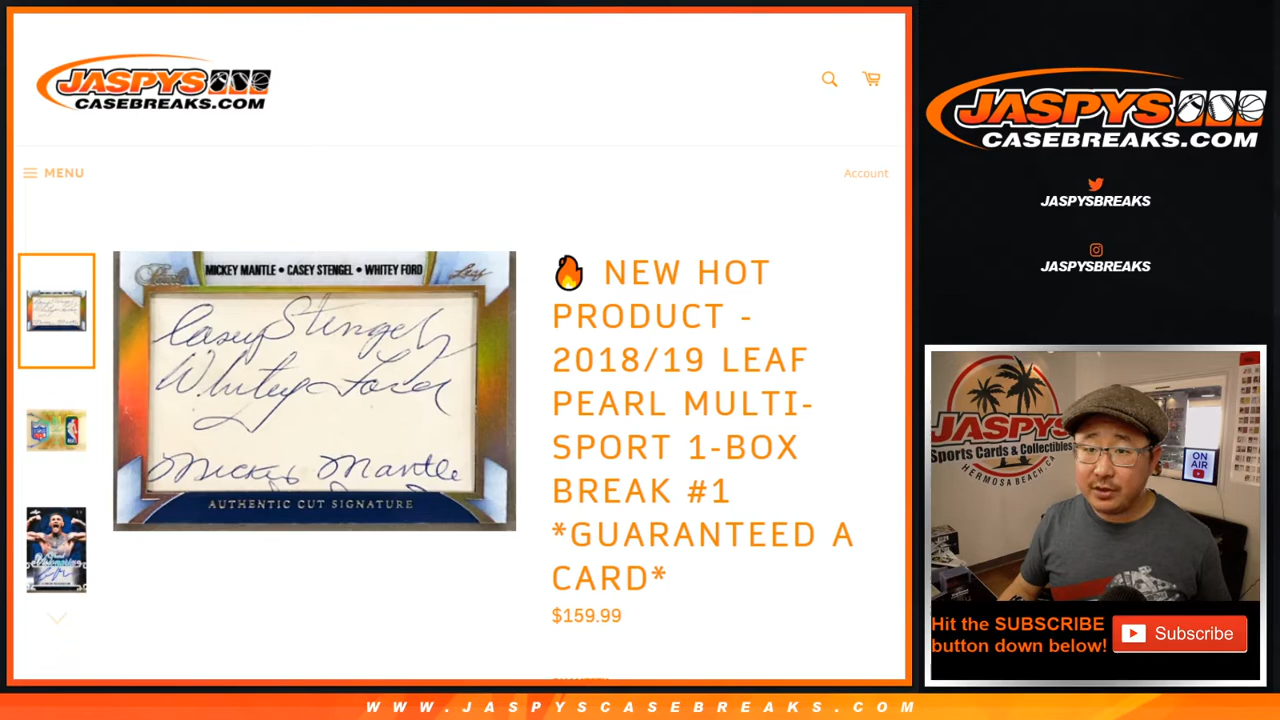 JASPYS
CASEBREAKS.COM
MENU
Account
MICKEY MANTLE • CASEY STENGEL • WHITEY FORD
Leaf
Casey Stengel
Whitey Ford
Mickey Mantle
AUTHENTIC CUT SIGNATURE
🔥 NEW HOT
PRODUCT -
2018/19 LEAF
PEARL MULTI-
SPORT 1-BOX
BREAK #1
*GUARANTEED A
CARD*
$159.99
JASPYS
CASEBREAKS.COM
JASPYSBREAKS
JASPYSBREAKS
JASPYS
Sports Cards & Collectibles
HERMOSA BEACH, CA
ON
AIR
Hit the SUBSCRIBE
button down below!
Subscribe
WWW.JASPYSCASEBREAKS.COM